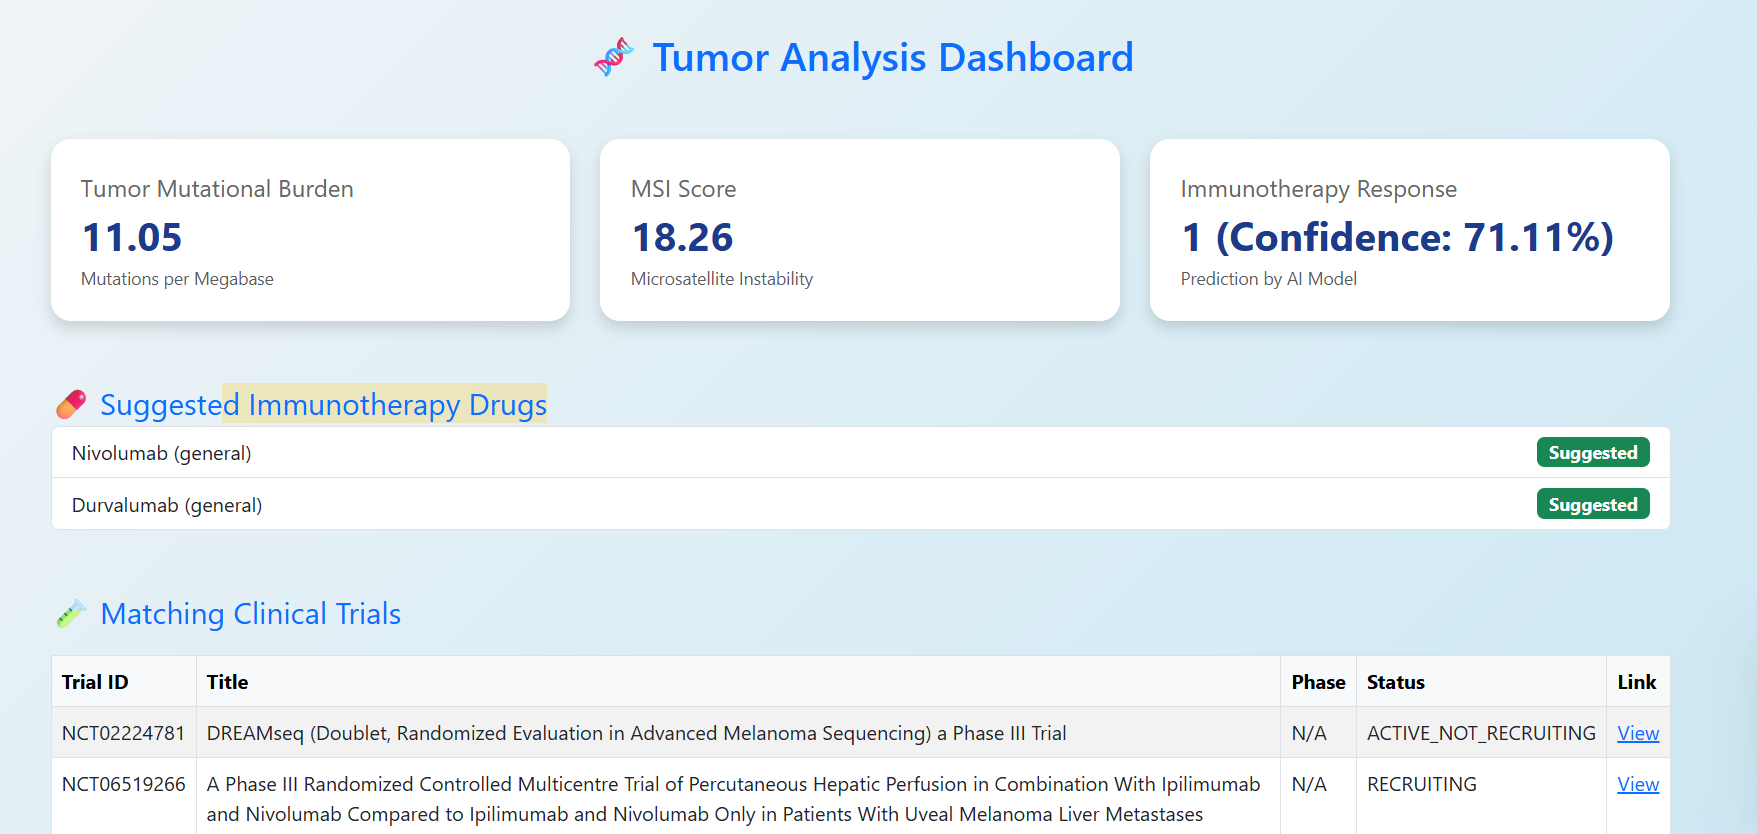 Tumor Analysis Dashboard
Tumor Mutational Burden
11.05
Mutations per Megabase
MSI Score
18.26
Microsatellite Instability
Immunotherapy Response
1 (Confidence: 71.11%)
Prediction by AI Model
Suggested Immunotherapy Drugs
Nivolumab (general) Suggested
Durvalumab (general) Suggested
Matching Clinical Trials
Trial ID Title Phase Status Link
NCT02224781 DREAMseq (Doublet, Randomized Evaluation in Advanced Melanoma Sequencing) a Phase III Trial N/A ACTIVE_NOT_RECRUITING View
NCT06519266 A Phase III Randomized Controlled Multicentre Trial of Percutaneous Hepatic Perfusion in Combination With Ipilimumab N/A RECRUITING View
and Nivolumab Compared to Ipilimumab and Nivolumab Only in Patients With Uveal Melanoma Liver Metastases